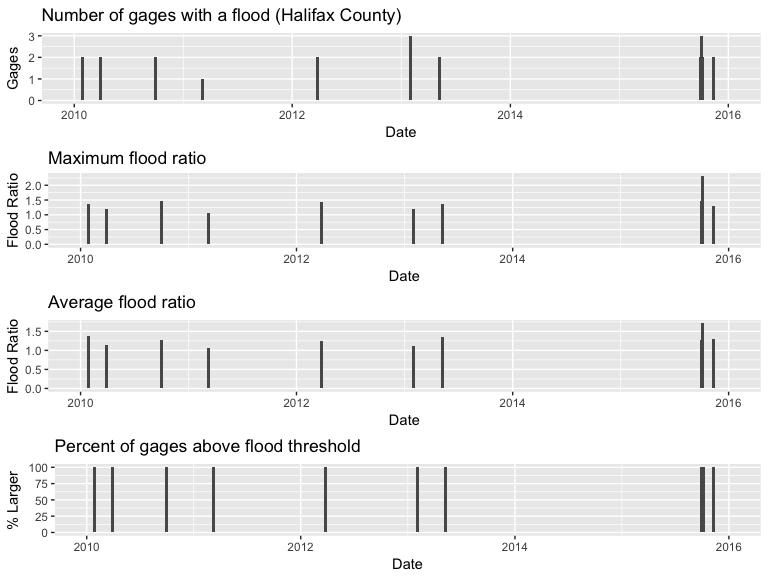 Number of gages with a flood (Halifax County)
Gages
3
2
1
0
2010 2012 2014 2016
Date
Maximum flood ratio
Flood Ratio
2.0
1.5
1.0
0.5
0.0
2010 2012 2014 2016
Date
Average flood ratio
Flood Ratio
1.5
1.0
0.5
0.0
2010 2012 2014 2016
Date
Percent of gages above flood threshold
% Larger
100
75
50
25
0
2010 2012 2014 2016
Date